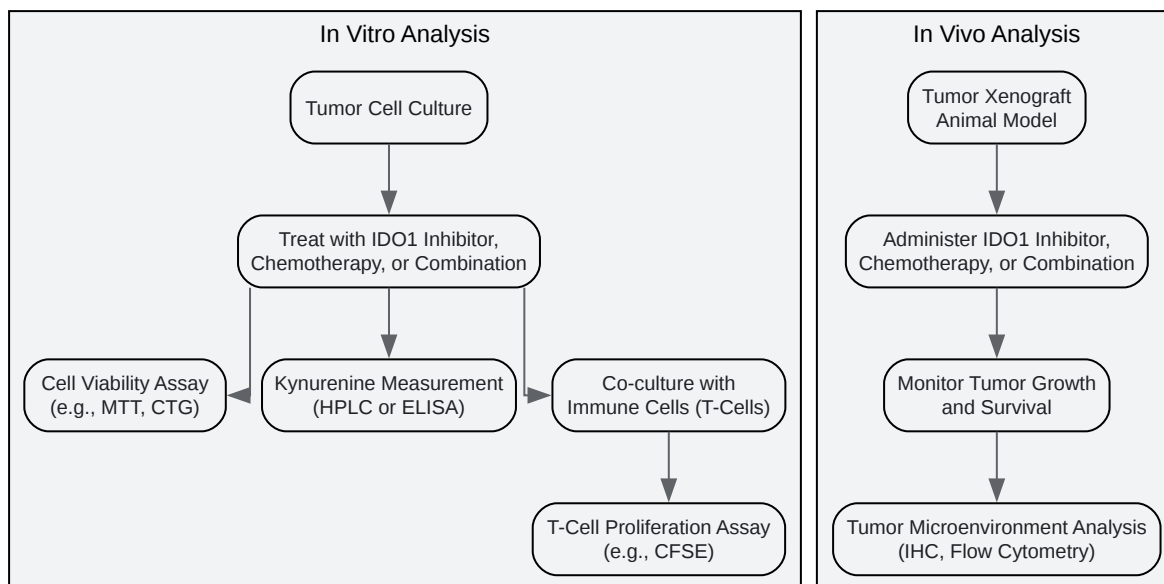 In Vitro Analysis
Tumor Cell Culture
Treat with IDO1 Inhibitor,
Chemotherapy, or Combination
Cell Viability Assay
(e.g., MTT, CTG)
Kynurenine Measurement
(HPLC or ELISA)
Co-culture with
Immune Cells (T-Cells)
T-Cell Proliferation Assay
(e.g., CFSE)
In Vivo Analysis
Tumor Xenograft
Animal Model
Administer IDO1 Inhibitor,
Chemotherapy, or Combination
Monitor Tumor Growth
and Survival
Tumor Microenvironment Analysis
(IHC, Flow Cytometry)